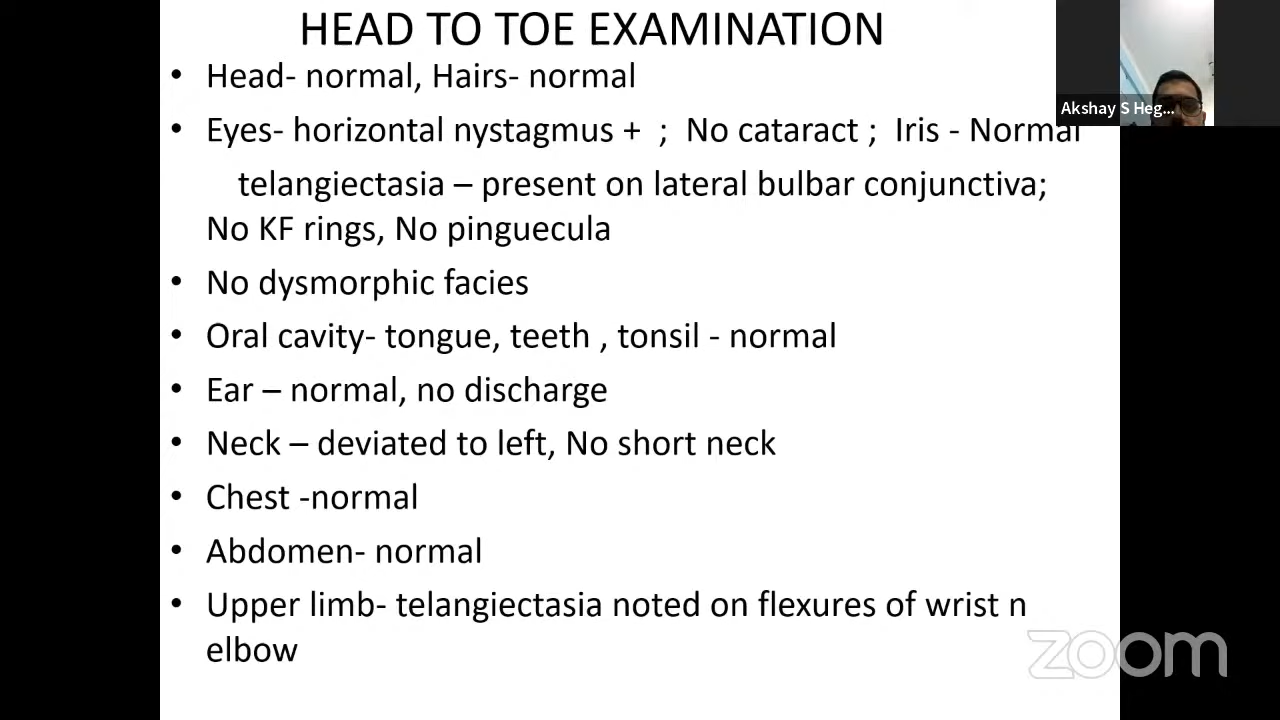 HEAD TO TOE EXAMINATION
• Head- normal, Hairs- normal
• Eyes- horizontal nystagmus + ; No cataract ; Iris - Normal
telangiectasia – present on lateral bulbar conjunctiva;
No KF rings, No pinguecula
• No dysmorphic facies
• Oral cavity- tongue, teeth , tonsil - normal
• Ear – normal, no discharge
• Neck – deviated to left, No short neck
• Chest -normal
• Abdomen- normal
• Upper limb- telangiectasia noted on flexures of wrist n
elbow
Akshay S Heg...
zoom